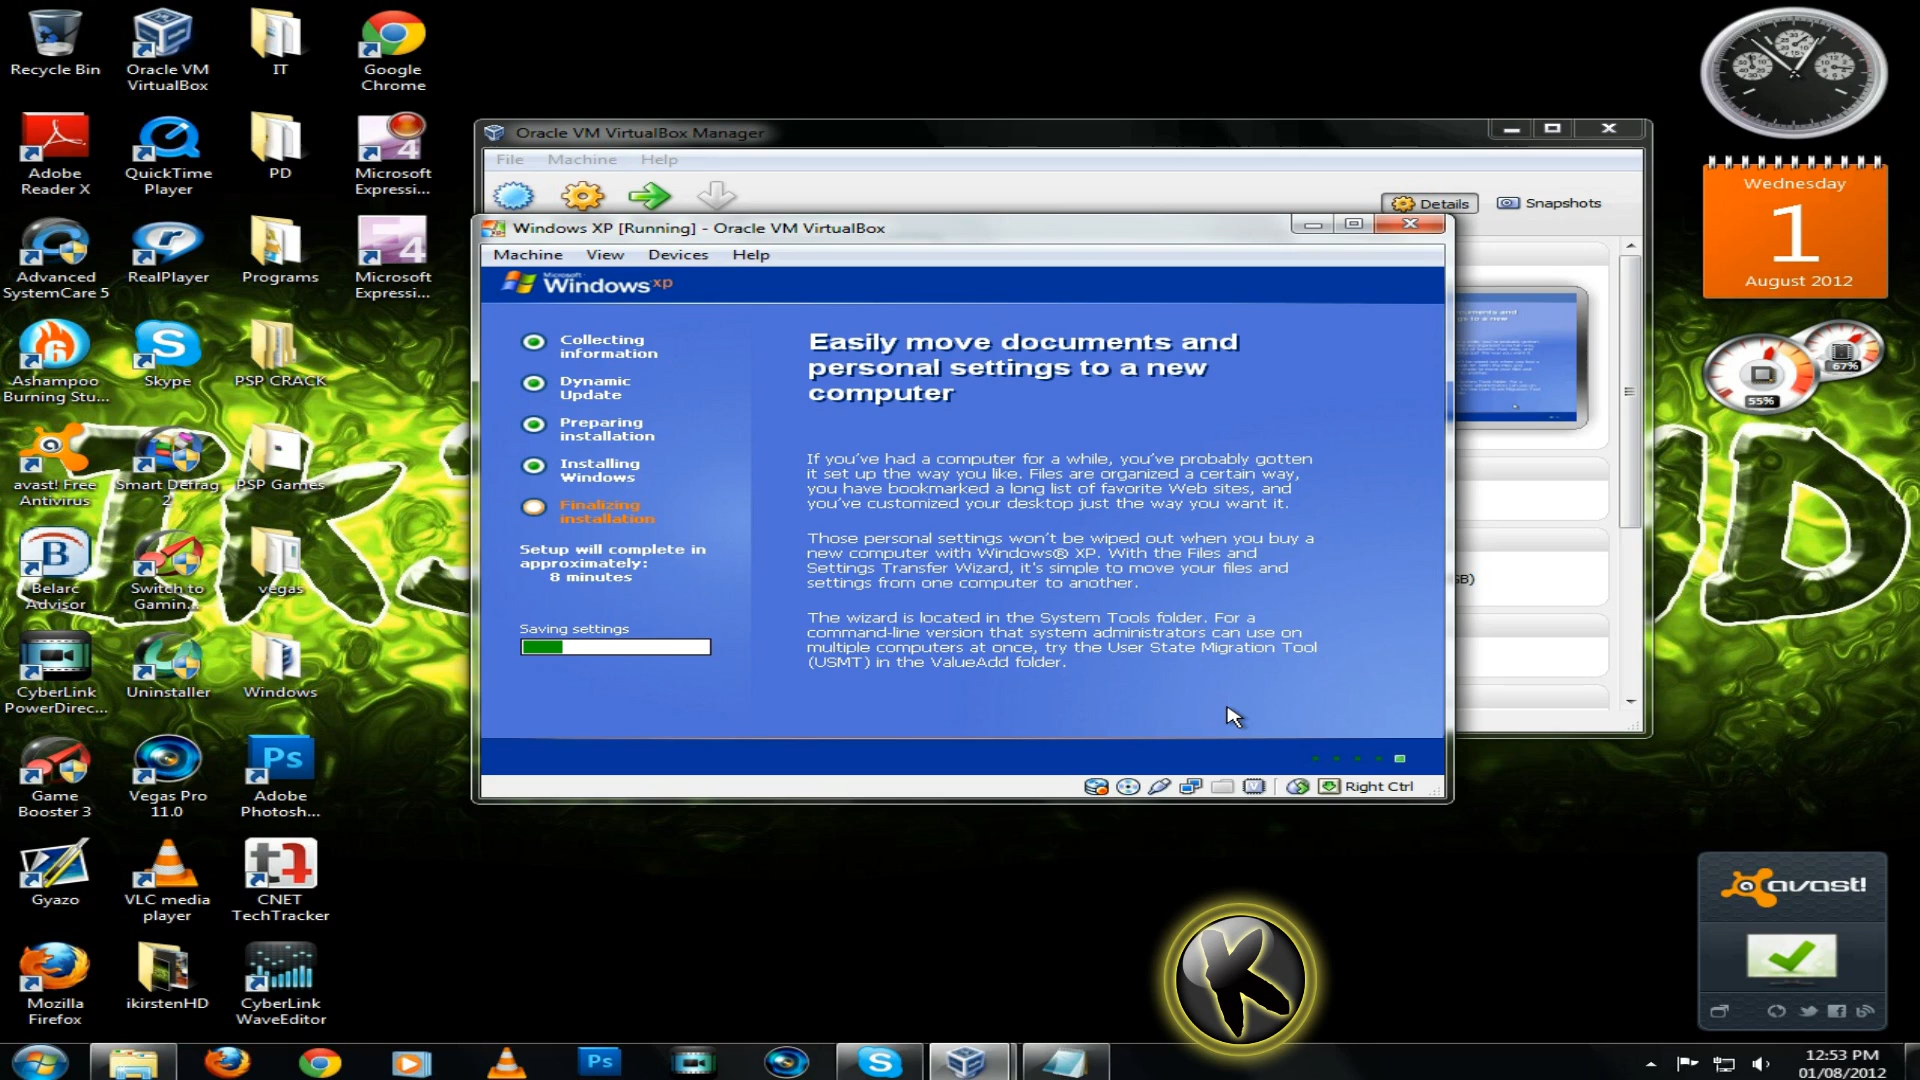 Recycle Bin
Oracle VM
VirtualBox
IT
Google
Chrome
Adobe
Reader X
QuickTime
Player
PD
Microsoft
Expressi...
Advanced
SystemCare 5
RealPlayer
Programs
Microsoft
Expressi...
Ashampoo
Burning Stu...
Skype
PSP CRACK
avast! Free
Antivirus
Smart Defrag
2
PSP Games
Belarc
Advisor
Switch to
Gamin...
vegas
CyberLink
PowerDirec...
Uninstaller
Windows
Game
Booster 3
Vegas Pro
11.0
Adobe
Photosh...
Gyazo
VLC media
player
CNET
TechTracker
Mozilla
Firefox
ikirstenHD
CyberLink
WaveEditor
Oracle VM VirtualBox Manager
File Machine Help
Details
Snapshots
Windows XP [Running] - Oracle VM VirtualBox
Machine View Devices Help
Microsoft
Windows xp
Collecting
information
Dynamic
Update
Preparing
installation
Installing
Windows
Finalizing
installation
Setup will complete in
approximately:
8 minutes
Saving settings
Easily move documents and
personal settings to a new
computer
If you've had a computer for a while, you've probably gotten
it set up the way you like. Files are organized a certain way,
you have bookmarked a long list of favorite Web sites, and
you've customized your desktop just the way you want it.
Those personal settings won't be wiped out when you buy a
new computer with Windows® XP. With the Files and
Settings Transfer Wizard, it's simple to move your files and
settings from one computer to another.
The wizard is located in the System Tools folder. For a
command-line version that system administrators can use on
multiple computers at once, try the User State Migration Tool
(USMT) in the ValueAdd folder.
Right Ctrl
Wednesday
1
August 2012
67%
55%
avast!
K
Ps
12:53 PM
01/08/2012